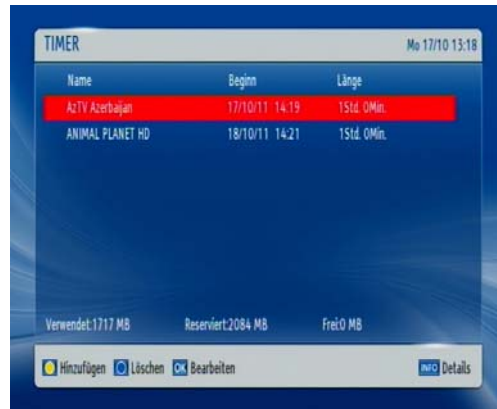 TIMER Mo 17/10 13:18
Name Beginn Länge
AzTV Azerbaijan 17/10/11 14:19 1Std. 0Min.
ANIMAL PLANET HD 18/10/11 14:21 1Std. 0Min.
Verwendet:1717 MB Reserviert:2084 MB Frei:0 MB
Hinzufügen Löschen OK Bearbeiten INFO Details